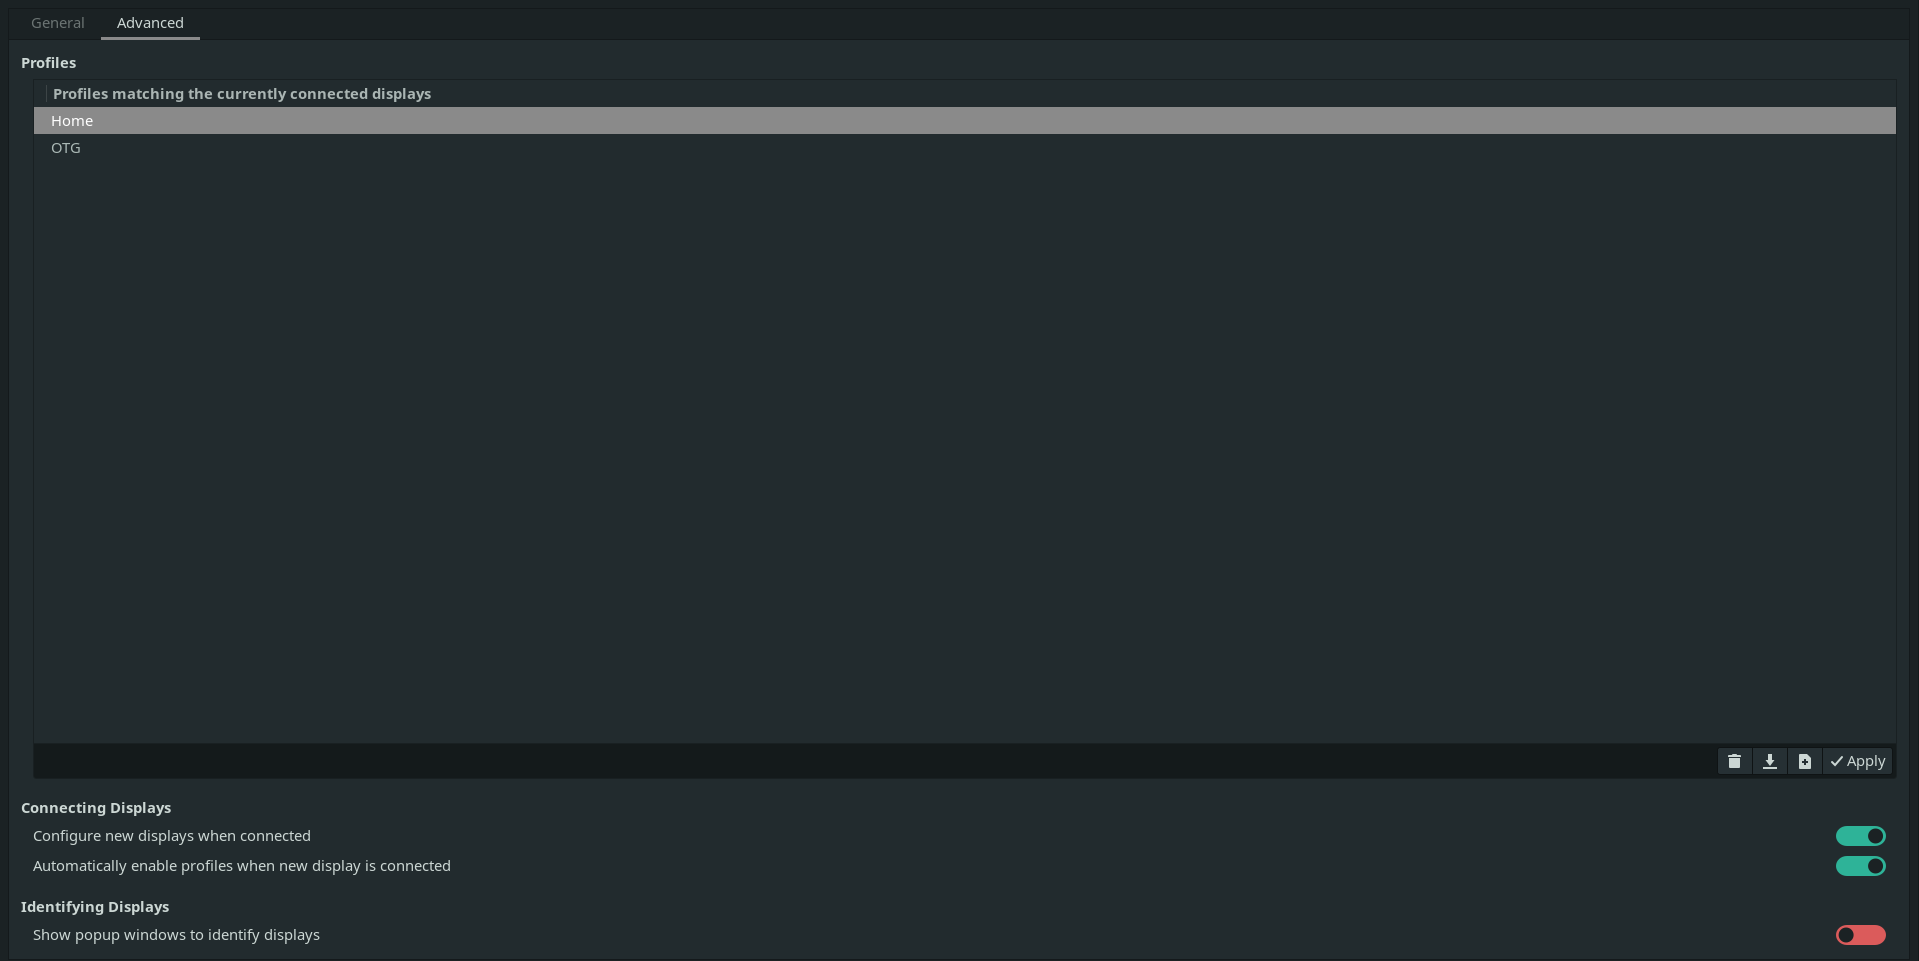 General
Advanced
Profiles
Profiles matching the currently connected displays
Home
OTG
Apply
Connecting Displays
Configure new displays when connected
Automatically enable profiles when new display is connected
Identifying Displays
Show popup windows to identify displays